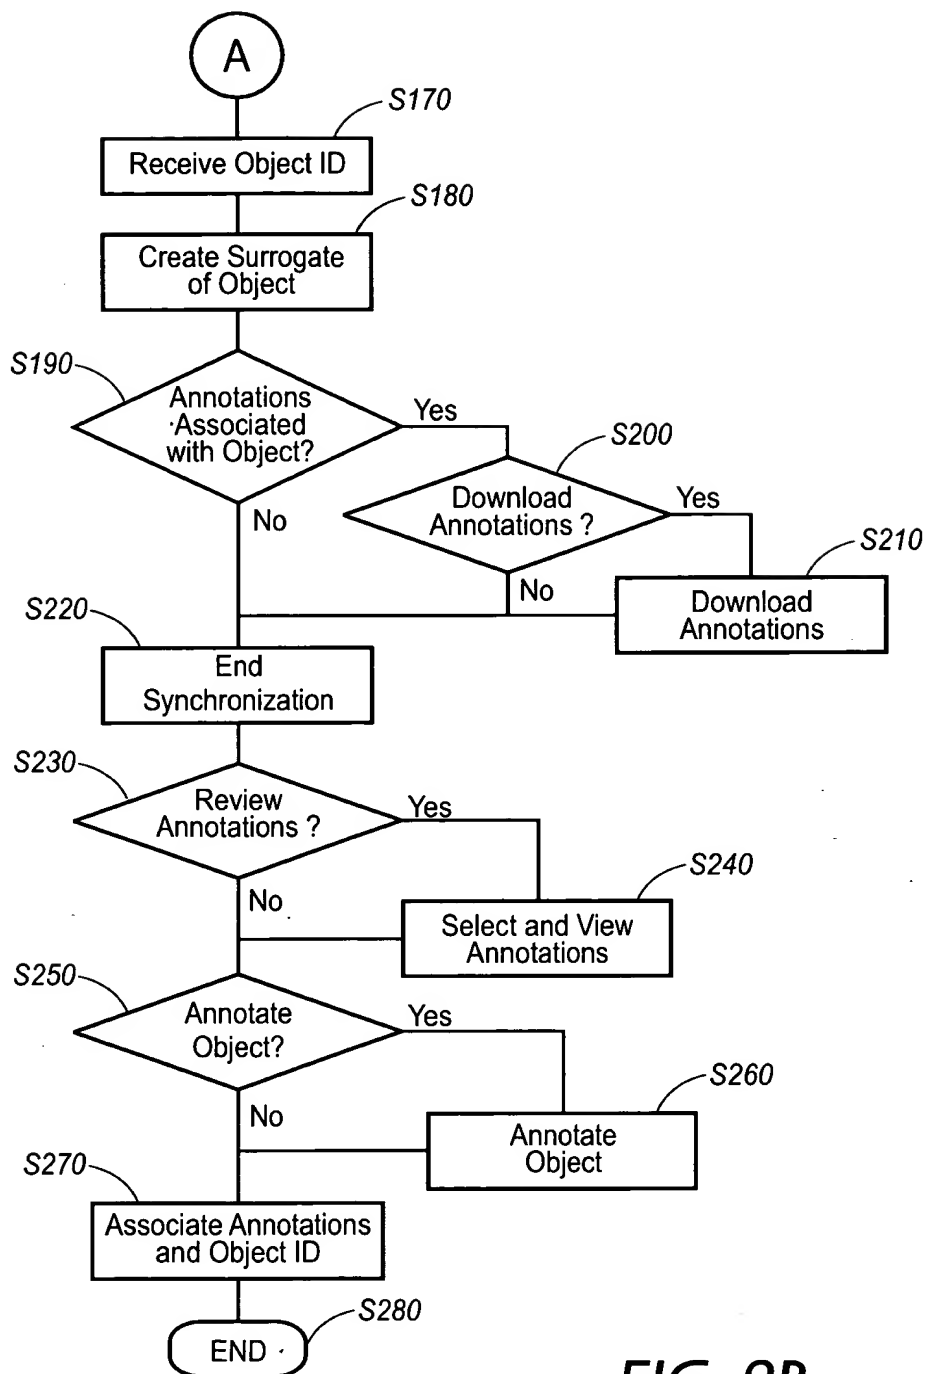 A
S170
Receive Object ID
S180
Create Surrogate
of Object
S190
Annotations
Associated
with Object?
Yes
S200
No
Download
Annotations ?
Yes
S210
No
Download
Annotations
S220
End
Synchronization
S230
Review
Annotations ?
Yes
S240
No
Select and View
Annotations
S250
Annotate
Object?
Yes
S260
No
Annotate
Object
S270
Associate Annotations
and Object ID
S280
END